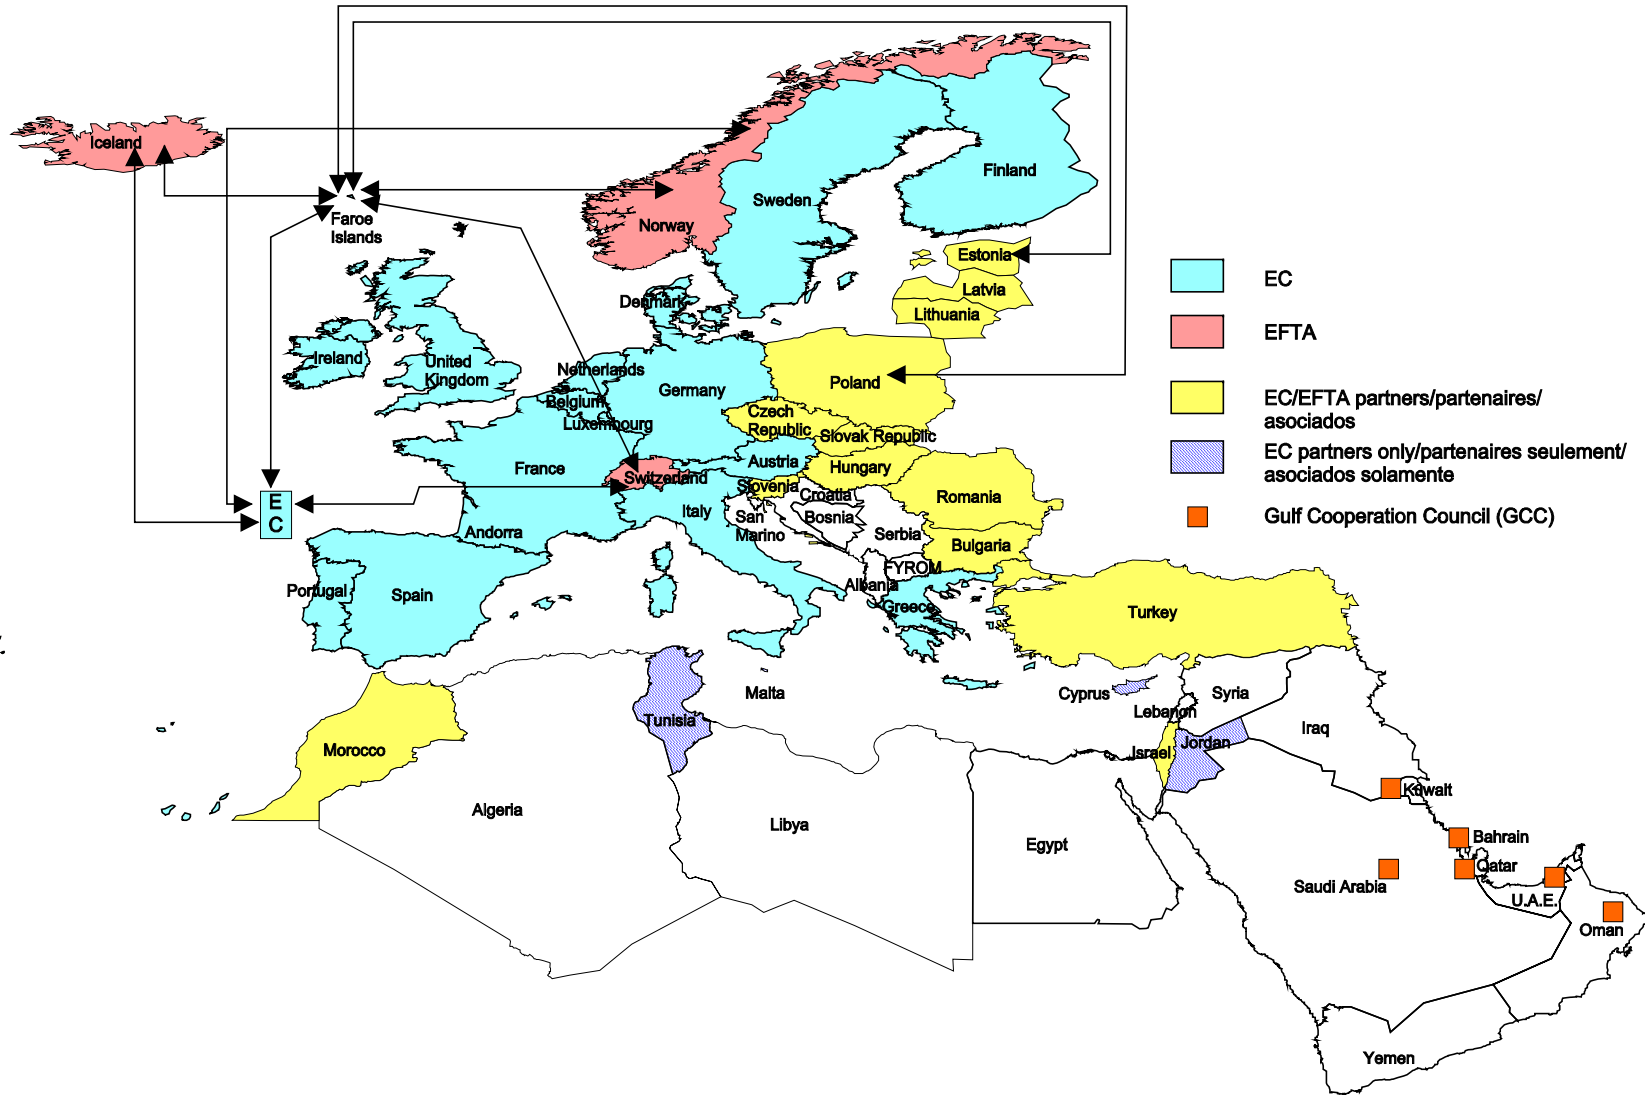 Iceland
Finland
Sweden
Faroe
Islands
Norway
Estonia
Latvia
Denmark
Lithuania
Ireland
United
Kingdom
Netherlands
Germany
Poland
Belgium
Luxembourg
Czech
Republic
Slovak Republic
France
Austria
Hungary
Switzerland
Slovenia
Croatia
Romania
E
C
Italy
San
Marino
Bosnia
Andorra
Serbia
Bulgaria
FYROM
Albania
Portugal
Spain
Greece
Turkey
Malta
Cyprus
Syria
Lebanon
Tunisia
Iraq
Morocco
Israel
Jordan
Kuwait
Algeria
Libya
Egypt
Bahrain
Qatar
Saudi Arabia
U.A.E.
Oman
Yemen
EC
EFTA
EC/EFTA partners/partenaires/
asociados
EC partners only/partenaires seulement/
asociados solamente
Gulf Cooperation Council (GCC)